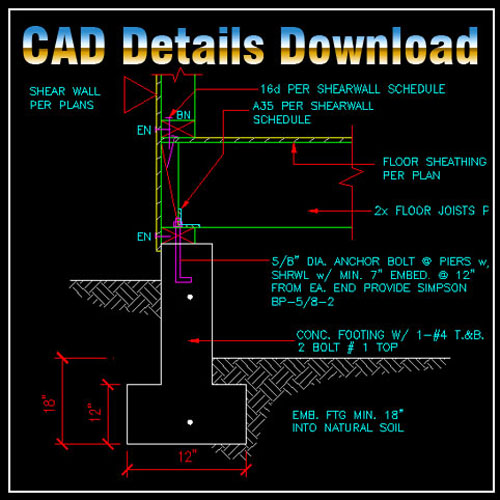 CAD Details Download
SHEAR WALL
PER PLANS
16d PER SHEARWALL SCHEDULE
A35 PER SHEARWALL
SCHEDULE
BN
EN
FLOOR SHEATHING
PER PLAN
2x FLOOR JOISTS P
EN
5/8" DIA. ANCHOR BOLT @ PIERS w,
SHRWL w/ MIN. 7" EMBED. @ 12"
FROM EA. END PROVIDE SIMPSON
BP-5/8-2
CONC. FOOTING W/ 1-#4 T.&B.
2 BOLT # 1 TOP
18"
12"
EMB. FTG MIN. 18"
INTO NATURAL SOIL
12"